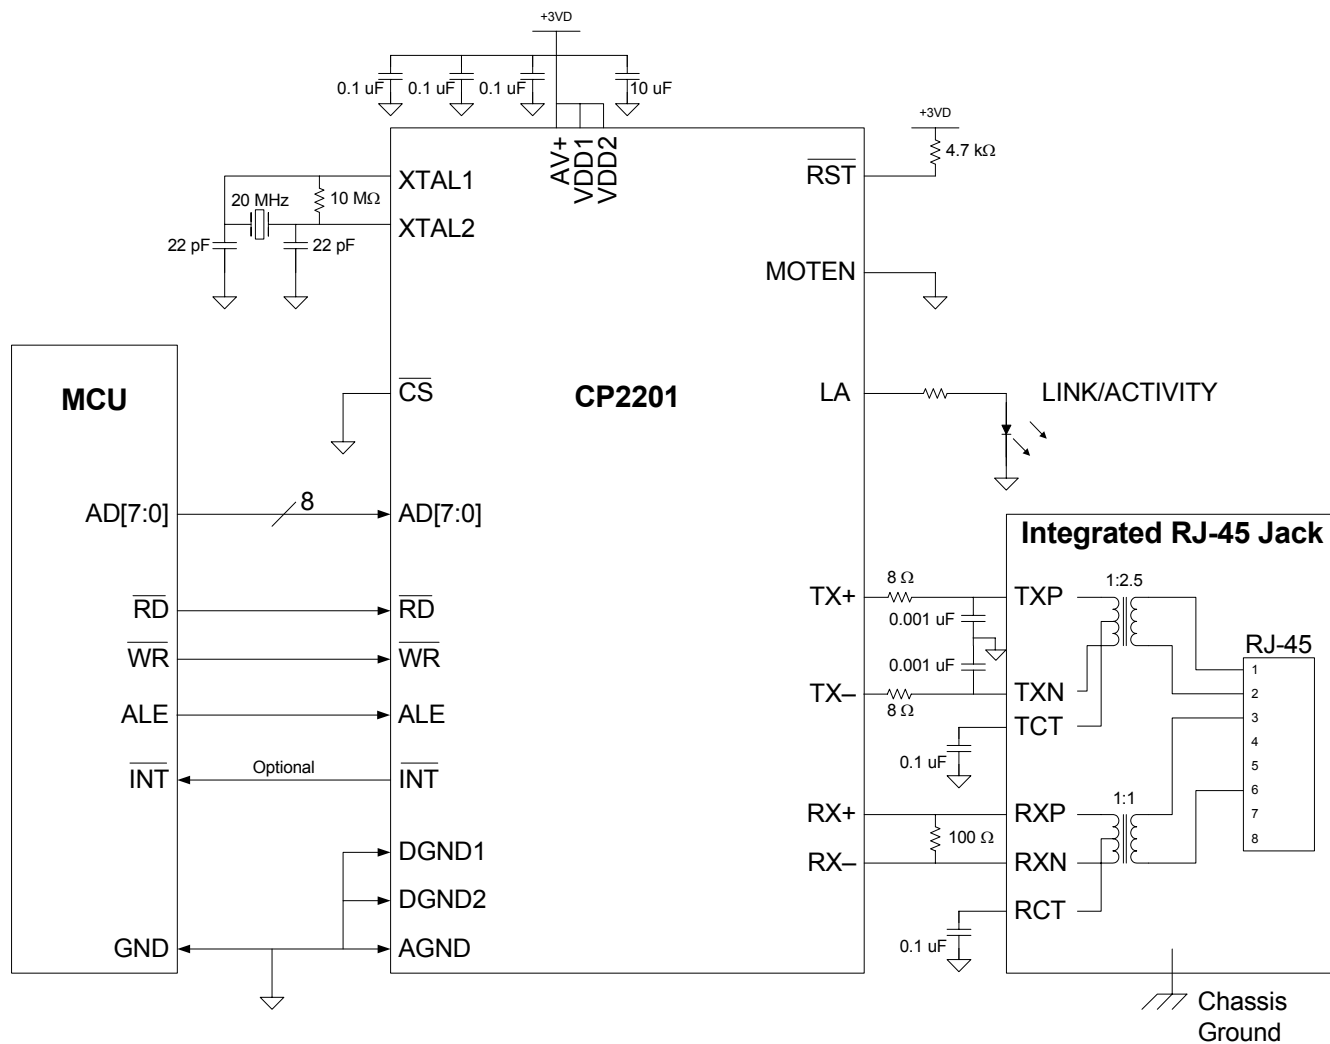 +3VD
0.1 uF 0.1 uF 0.1 uF 10 uF
AV+
VDD1
VDD2
+3VD
4.7 kΩ
RST
XTAL1
20 MHz
10 MΩ
XTAL2
22 pF 22 pF
MOTEN
MCU
CS
CP2201
LA
LINK/ACTIVITY
AD[7:0]
8
AD[7:0]
Integrated RJ-45 Jack
RD
RD
TX+
8 Ω
TXP
1:2.5
0.001 uF
WR
WR
0.001 uF
RJ-45
TX–
8 Ω
TXN
ALE
ALE
TCT
0.1 uF
INT
Optional
INT
1
2
3
4
5
6
7
8
RX+
RXP
1:1
100 Ω
DGND1
RX–
RXN
DGND2
RCT
0.1 uF
GND
AGND
Chassis
Ground